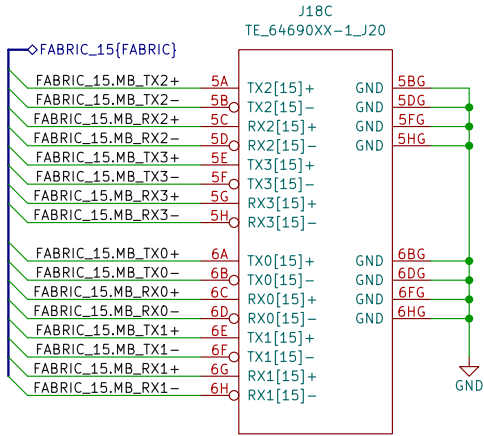 J18C
TE_64690XX-1_J20
FABRIC_15{FABRIC}
FABRIC_15.MB_TX2+ 5A TX2[15]+ GND 5BG
FABRIC_15.MB_TX2- 5B TX2[15]- GND 5DG
FABRIC_15.MB_RX2+ 5C RX2[15]+ GND 5FG
FABRIC_15.MB_RX2- 5D RX2[15]- GND 5HG
FABRIC_15.MB_TX3+ 5E TX3[15]+
FABRIC_15.MB_TX3- 5F TX3[15]-
FABRIC_15.MB_RX3+ 5G RX3[15]+
FABRIC_15.MB_RX3- 5H RX3[15]-
FABRIC_15.MB_TX0+ 6A TX0[15]+ GND 6BG
FABRIC_15.MB_TX0- 6B TX0[15]- GND 6DG
FABRIC_15.MB_RX0+ 6C RX0[15]+ GND 6FG
FABRIC_15.MB_RX0- 6D RX0[15]- GND 6HG
FABRIC_15.MB_TX1+ 6E TX1[15]+
FABRIC_15.MB_TX1- 6F TX1[15]-
FABRIC_15.MB_RX1+ 6G RX1[15]+
FABRIC_15.MB_RX1- 6H RX1[15]-
GND